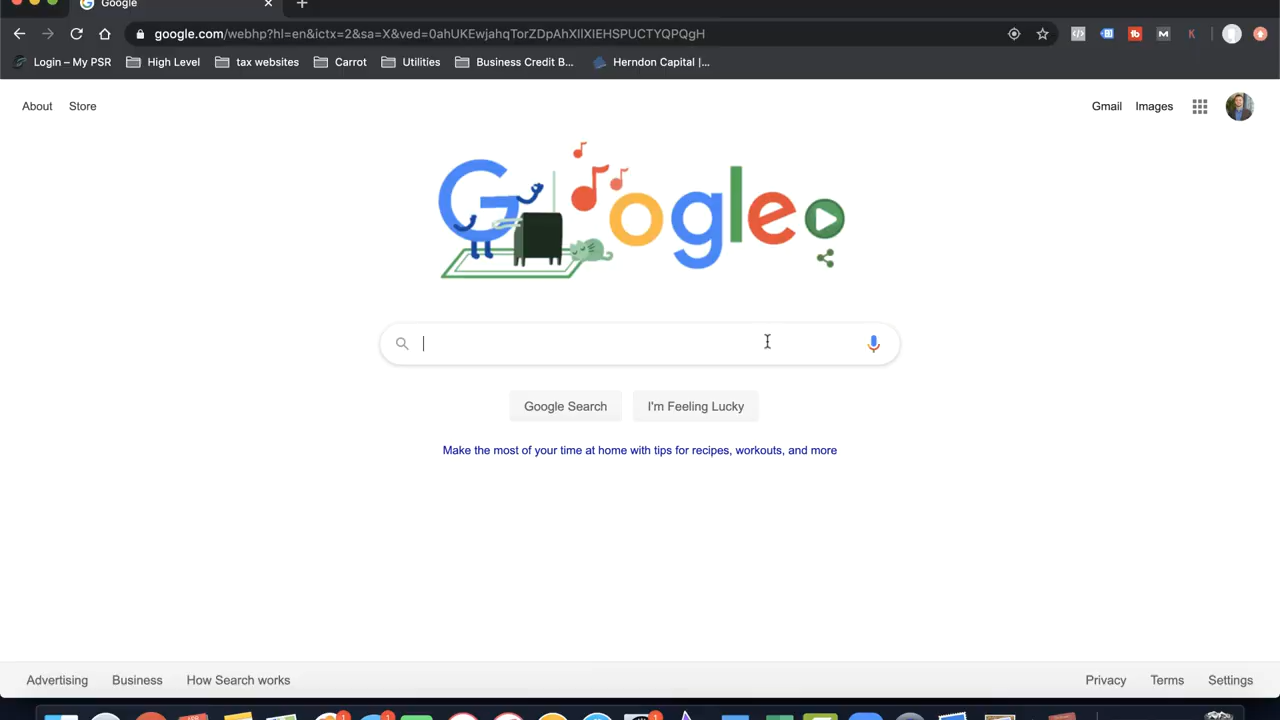 Google
google.com/webhp?hl=en&ictx=2&sa=X&ved=0ahUKEwjahqTorZDpAhXIlXIEHSPUCTYQPQgH
Login – My PSR
High Level
tax websites
Carrot
Utilities
Business Credit B...
Herndon Capital |...
About
Store
Gmail
Images
Google
Google Search
I'm Feeling Lucky
Make the most of your time at home with tips for recipes, workouts, and more
Advertising
Business
How Search works
Privacy
Terms
Settings